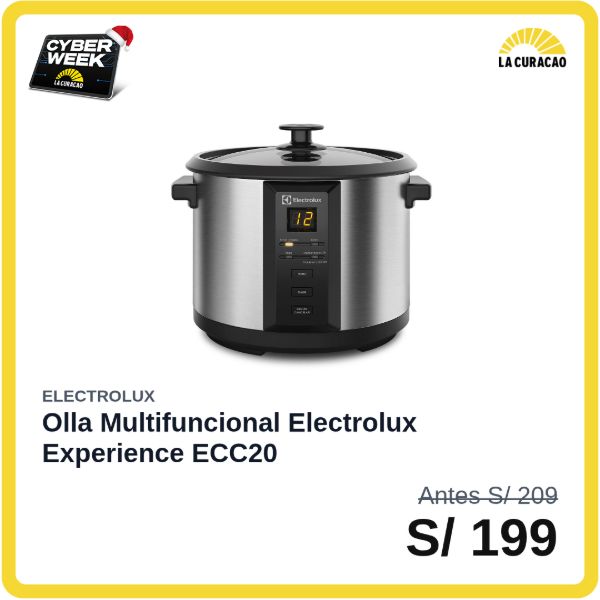 CYBER
WEEK
LA CURACAO
LA CURACAO
Electrolux
12
ELECTROLUX
Olla Multifuncional Electrolux
Experience ECC20
Antes S/ 209
S/ 199